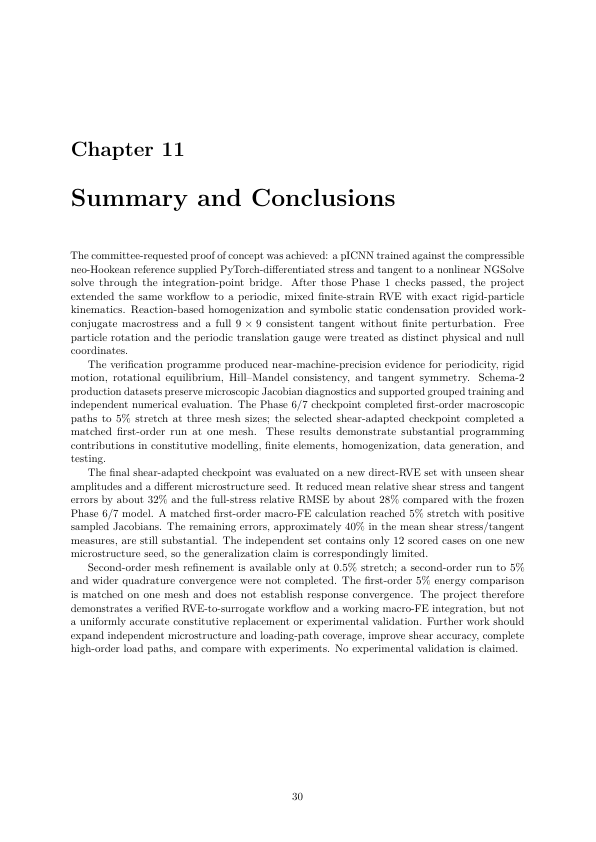 Chapter 11
Summary and Conclusions
The committee-requested proof of concept was achieved: a pICNN trained against the compressible
neo-Hookean reference supplied PyTorch-differentiated stress and tangent to a nonlinear NGSolve
solve through the integration-point bridge. After those Phase 1 checks passed, the project
extended the same workflow to a periodic, mixed finite-strain RVE with exact rigid-particle
kinematics. Reaction-based homogenization and symbolic static condensation provided work-
conjugate macrostress and a full 9 × 9 consistent tangent without finite perturbation. Free
particle rotation and the periodic translation gauge were treated as distinct physical and null
coordinates.
The verification programme produced near-machine-precision evidence for periodicity, rigid
motion, rotational equilibrium, Hill–Mandel consistency, and tangent symmetry. Schema-2
production datasets preserve microscopic Jacobian diagnostics and supported grouped training and
independent numerical evaluation. The Phase 6/7 checkpoint completed first-order macroscopic
paths to 5% stretch at three mesh sizes; the selected shear-adapted checkpoint completed a
matched first-order run at one mesh. These results demonstrate substantial programming
contributions in constitutive modelling, finite elements, homogenization, data generation, and
testing.
The final shear-adapted checkpoint was evaluated on a new direct-RVE set with unseen shear
amplitudes and a different microstructure seed. It reduced mean relative shear stress and tangent
errors by about 32% and the full-stress relative RMSE by about 28% compared with the frozen
Phase 6/7 model. A matched first-order macro-FE calculation reached 5% stretch with positive
sampled Jacobians. The remaining errors, approximately 40% in the mean shear stress/tangent
measures, are still substantial. The independent set contains only 12 scored cases on one new
microstructure seed, so the generalization claim is correspondingly limited.
Second-order mesh refinement is available only at 0.5% stretch; a second-order run to 5%
and wider quadrature convergence were not completed. The first-order 5% energy comparison
is matched on one mesh and does not establish response convergence. The project therefore
demonstrates a verified RVE-to-surrogate workflow and a working macro-FE integration, but not
a uniformly accurate constitutive replacement or experimental validation. Further work should
expand independent microstructure and loading-path coverage, improve shear accuracy, complete
high-order load paths, and compare with experiments. No experimental validation is claimed.
30